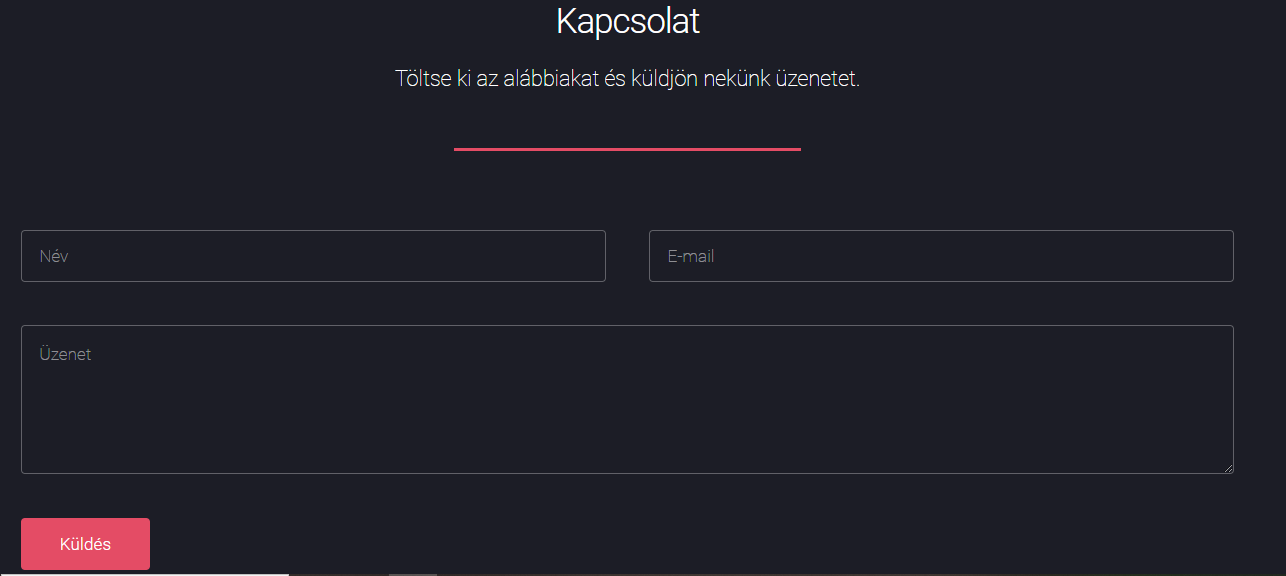 Kapcsolat
Töltse ki az alábbiakat és küldjön nekünk üzenetet.
Név
E-mail
Üzenet
Küldés